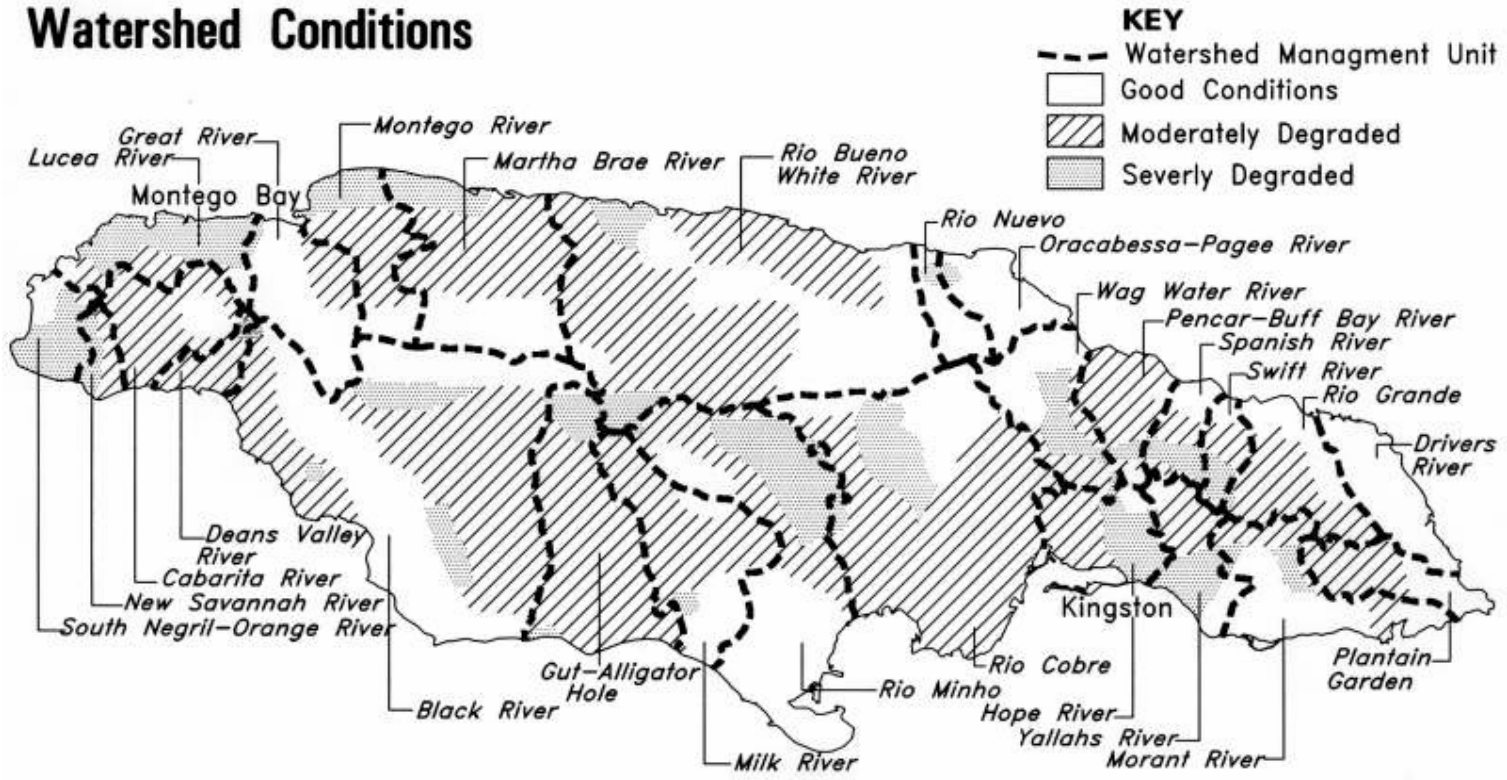 Watershed Conditions
KEY
Watershed Managment Unit
Good Conditions
Moderately Degraded
Severly Degraded
Great River
Lucea River
Montego Bay
Montego River
Martha Brae River
Rio Bueno
White River
Rio Nuevo
Oracabessa-Pagee River
Wag Water River
Pencar-Buff Bay River
Spanish River
Swift River
Rio Grande
Drivers
River
Deans Valley
River
Cabarita River
New Savannah River
South Negril-Orange River
Black River
Gut-Alligator
Hole
Milk River
Rio Minho
Rio Cobre
Kingston
Hope River
Yallahs River
Morant River
Plantain
Garden